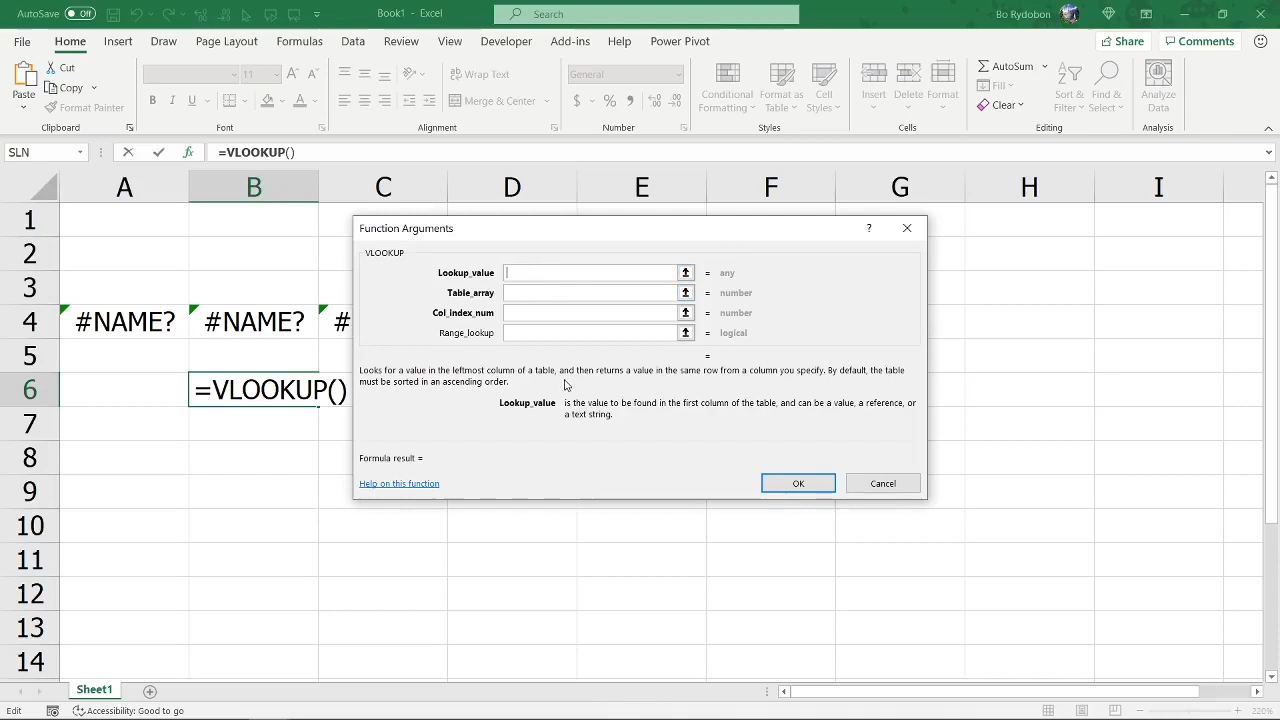 AutoSave Off Book1 - Excel Search Bo Rydobon
File Home Insert Draw Page Layout Formulas Data Review View Developer Add-ins Help Power Pivot Share Comments
Paste Cut Copy Format Painter
11 A A
Wrap Text
General
Conditional Formatting Format as Table Cell Styles
Insert Delete Format
AutoSum Fill Clear
Sort & Filter Find & Select
Analyze Data
B I U
Merge & Center
$ % 9
Clipboard Font Alignment Number Styles Cells Editing Analysis
SLN fx =VLOOKUP()
A B C D E F G H I
1
2
3
4 #NAME? #NAME? #
5
6 =VLOOKUP()
7
8
9
10
11
12
13
14
Function Arguments ?
VLOOKUP
Lookup_value = any
Table_array = number
Col_index_num = number
Range_lookup = logical
=
Looks for a value in the leftmost column of a table, and then returns a value in the same row from a column you specify. By default, the table
must be sorted in an ascending order.
Lookup_value is the value to be found in the first column of the table, and can be a value, a reference, or
a text string.
Formula result =
Help on this function OK Cancel
Sheet1
Edit Accessibility: Good to go 220%